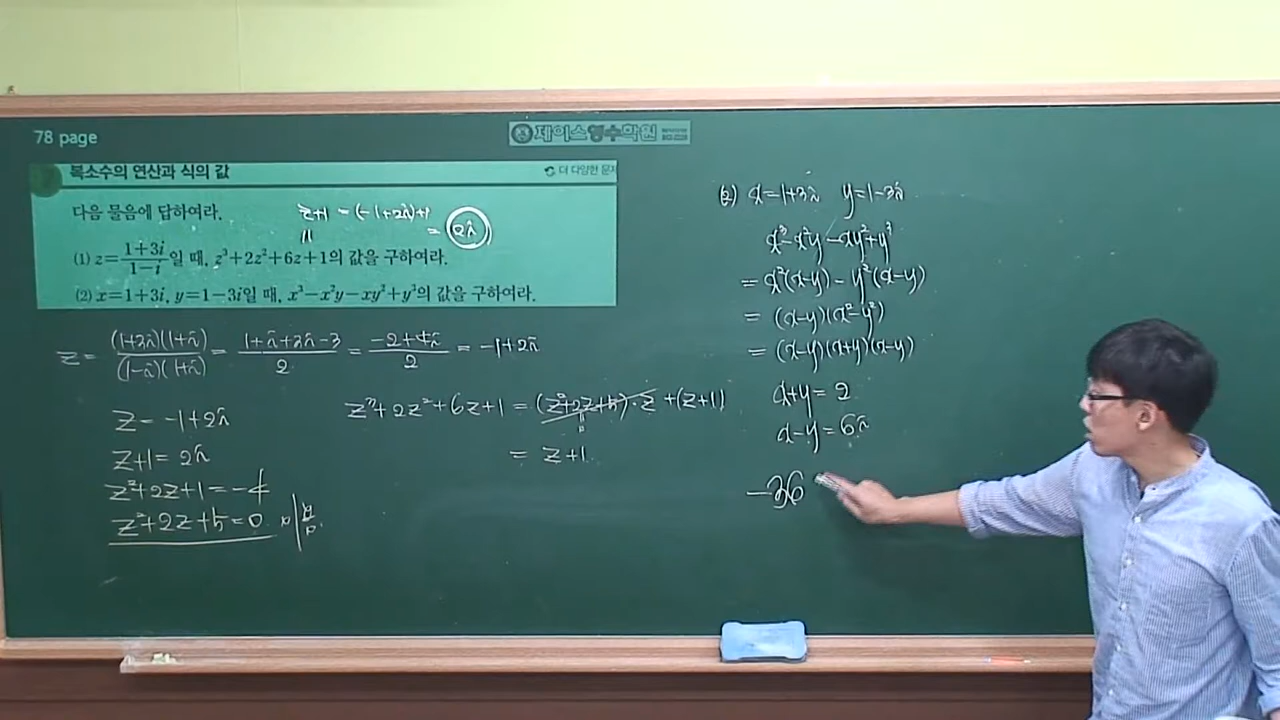 78 page
제이스영수학원
복소수의 연산과 식의 값
더 다양한 문제
다음 물음에 답하여라.
z+1 = (-1+2i)+1
= 2i
(1) z=\frac{1+3i}{1-i}일 때, z³+2z²+6z+1의 값을 구하여라.
(2) x=1+3i, y=1-3i일 때, x³-x²y-xy²+y³의 값을 구하여라.
z = \frac{(1+3i)(1+i)}{(1-i)(1+i)} = \frac{1+i+3i-3}{2} = \frac{-2+4i}{2} = -1+2i
z = -1+2i
z+1 = 2i
z²+2z+1 = -4
z²+2z+5 = 0
z³+2z²+6z+1 = (z²+2z+5)·z+(z+1)
= z+1
(2) x=1+3i y=1-3i
x³-x²y-xy²+y³
= x²(x-y) - y²(x-y)
= (x-y)(x²-y²)
= (x-y)(x+y)(x-y)
x+y = 2
x-y = 6i
-36